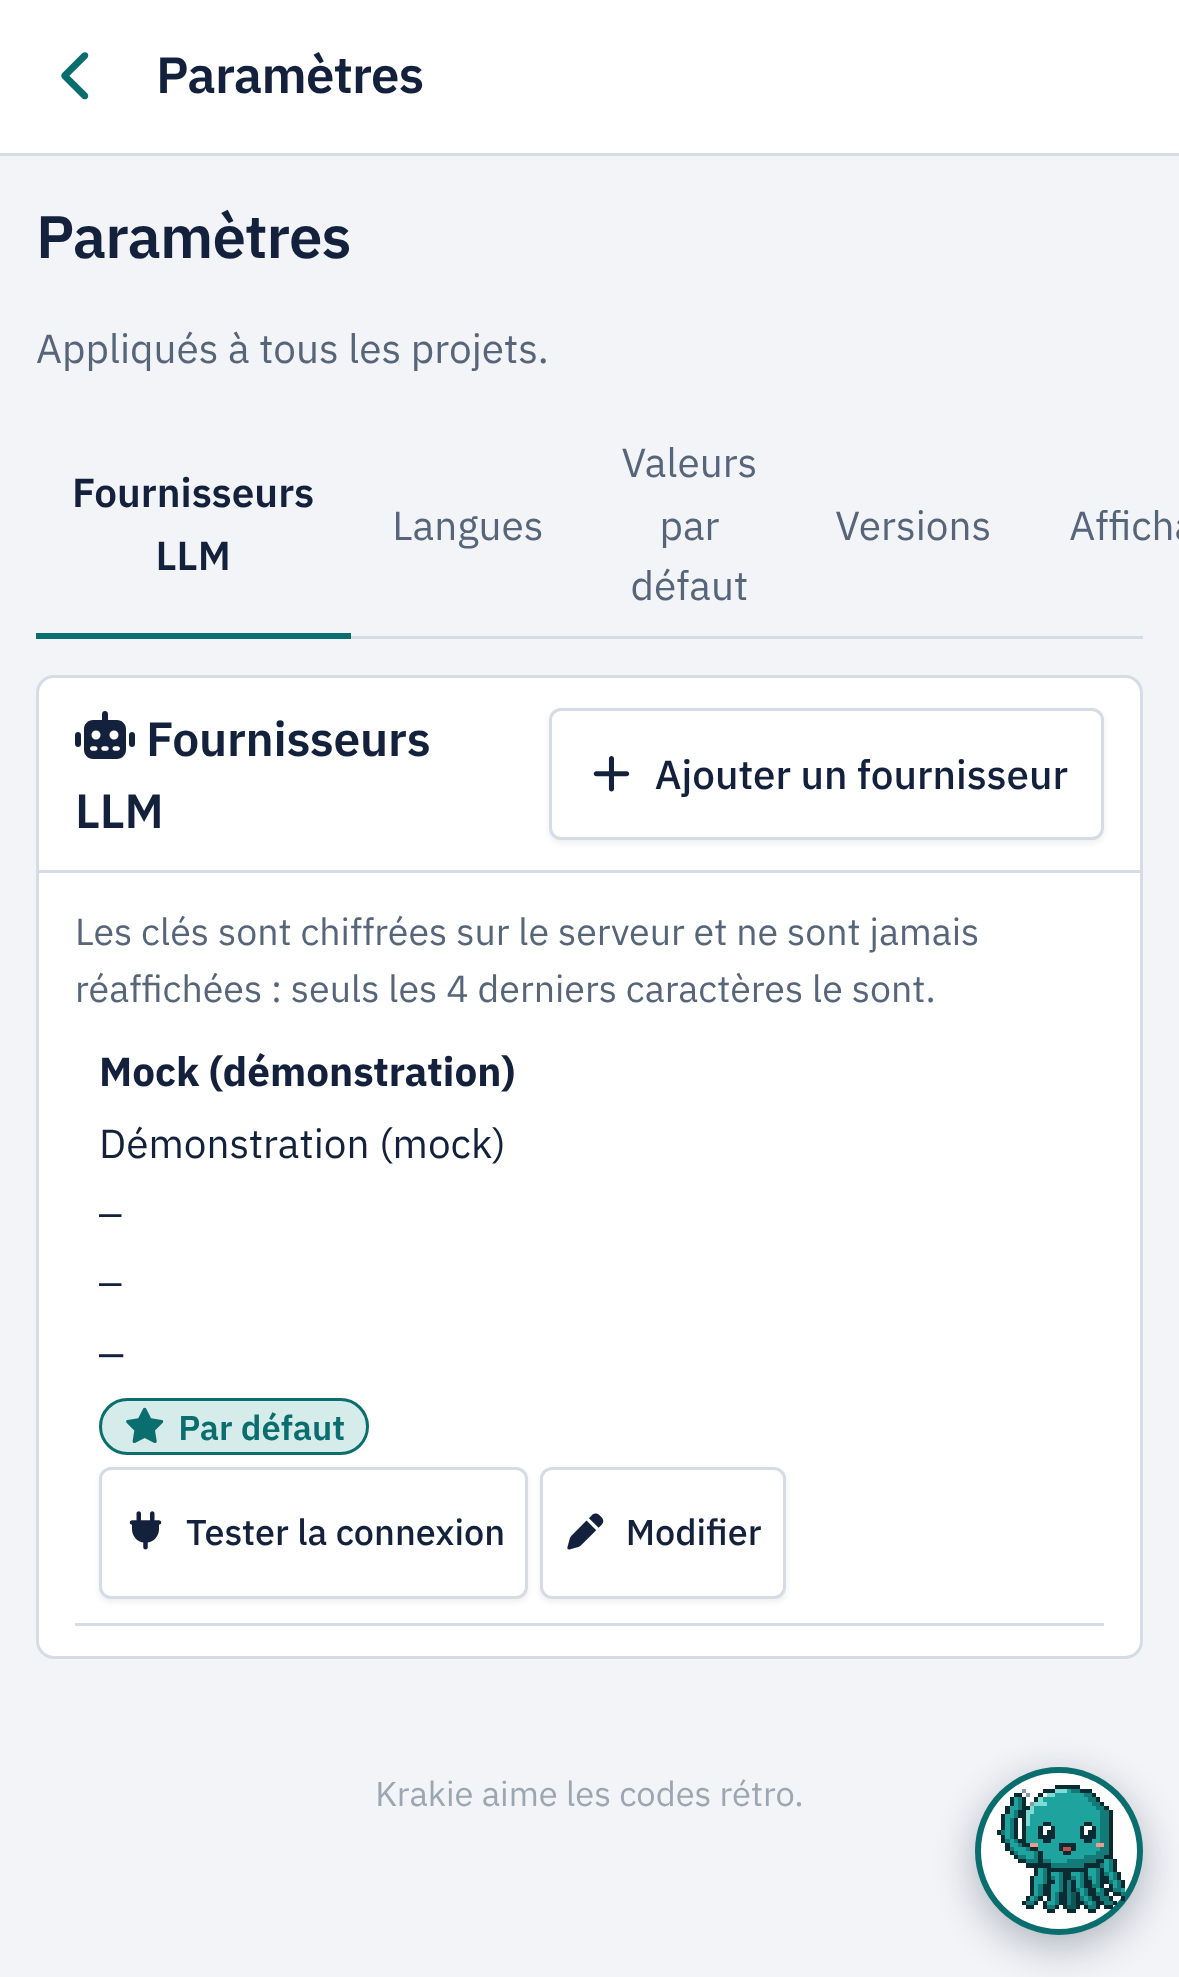 Paramètres
Paramètres
Appliqués à tous les projets.
Fournisseurs
LLM
Langues
Valeurs
par
défaut
Versions
Affich
Fournisseurs
LLM
Ajouter un fournisseur
Les clés sont chiffrées sur le serveur et ne sont jamais
réaffichées : seuls les 4 derniers caractères le sont.
Mock (démonstration)
Démonstration (mock)
—
—
—
Par défaut
Tester la connexion
Modifier
Krakie aime les codes rétro.